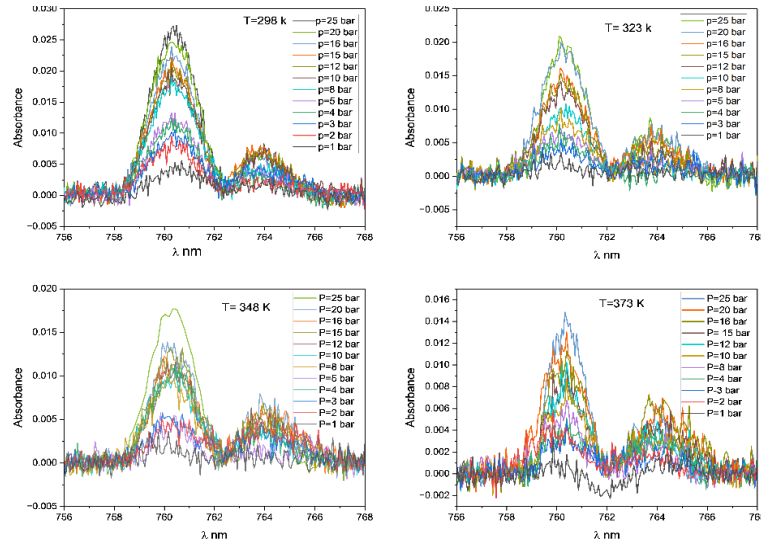 T=298 k
0.030
0.025
0.020
0.015
0.010
0.005
0.000
−0.005
Absorbance
756
758
760
762
764
766
768
λ nm
p=25 bar
p=20 bar
p=16 bar
p=15 bar
p=12 bar
p=10 bar
p=8 bar
p=5 bar
p=4 bar
p=3 bar
p=2 bar
p=1 bar
T= 323 k
0.025
0.020
0.015
0.010
0.005
0.000
−0.005
Absorbance
756
758
760
762
764
766
768
λ nm
p=25 bar
p=20 bar
p=16 bar
p=15 bar
p=12 bar
p=10 bar
p=8 bar
p=5 bar
p=4 bar
p=3 bar
p=1 bar
T= 348 K
0.020
0.015
0.010
0.005
0.000
−0.005
Absorbance
756
758
760
762
764
766
768
λ nm
P=25 bar
P=20 bar
P=16 bar
P=15 bar
P=12 bar
P=10 bar
P=8 bar
P=5 bar
P=4 bar
P=3 bar
P=2 bar
P=1 bar
T=373 K
0.016
0.014
0.012
0.010
0.008
0.006
0.004
0.002
0.000
−0.002
Absorbance
756
758
760
762
764
766
768
λ nm
P=25 bar
P=20 bar
P=16 bar
P= 15 bar
P=12 bar
P=10 bar
P=8 bar
P=4 bar
P-3 bar
P=2 bar
P=1 bar